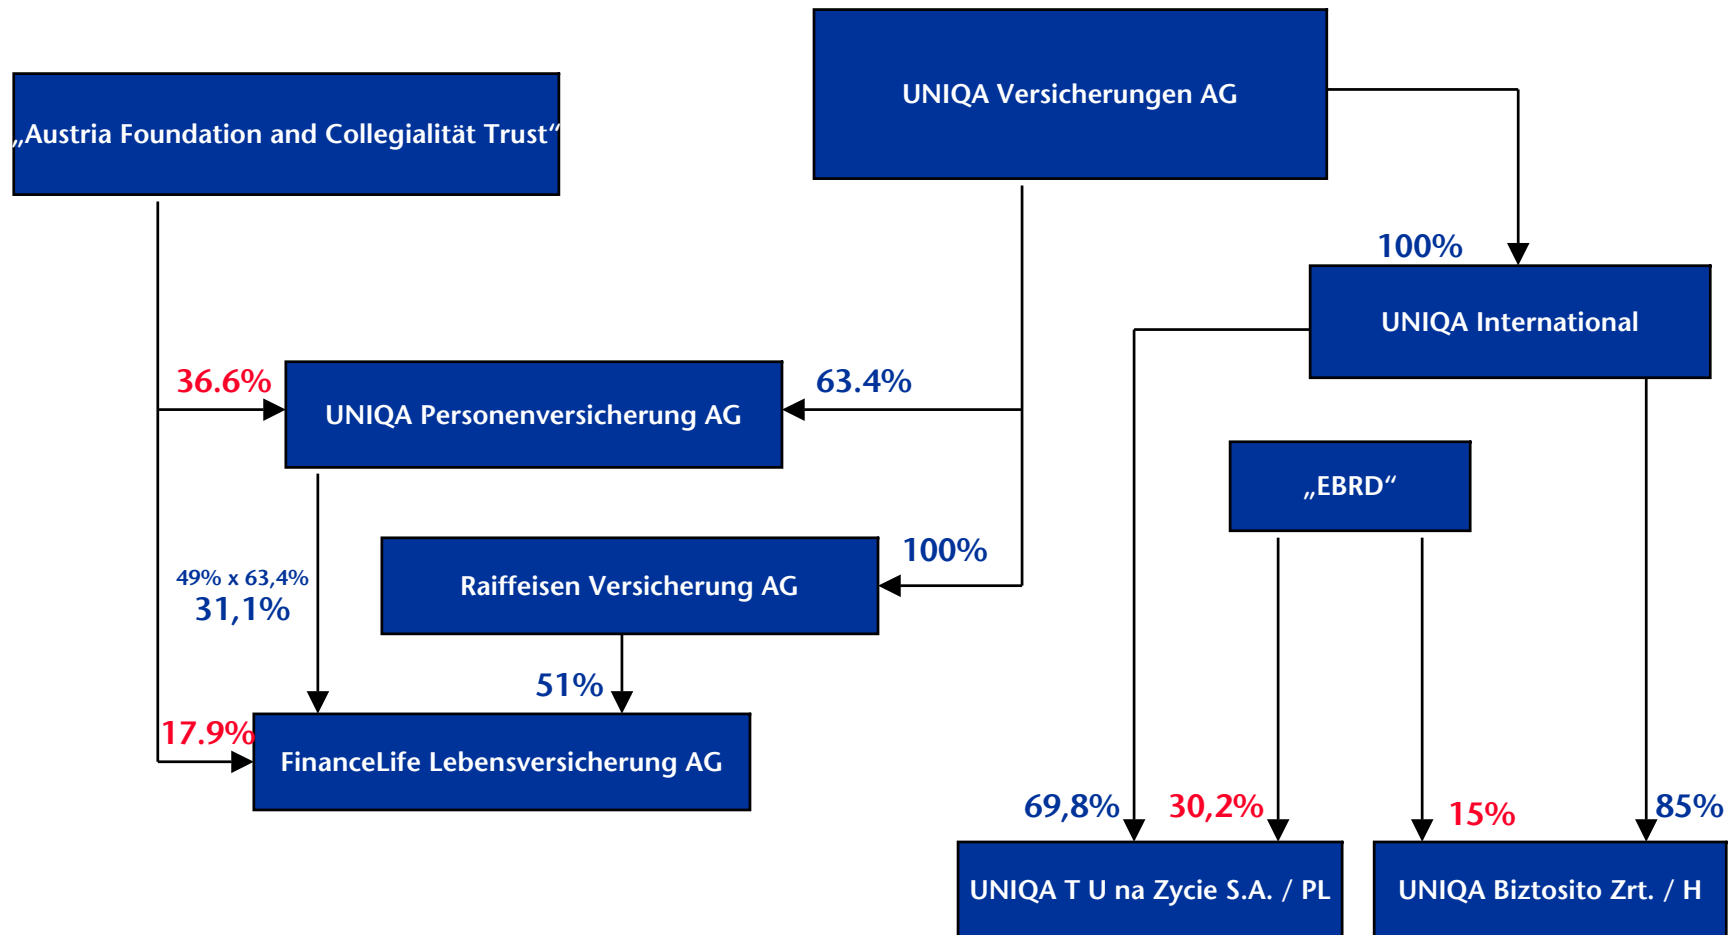 UNIQA Versicherungen AG
„Austria Foundation and Collegialität Trust“
100%
UNIQA International
36.6%
63.4%
UNIQA Personenversicherung AG
„EBRD“
100%
49% x 63,4%
31,1%
Raiffeisen Versicherung AG
51%
17.9%
FinanceLife Lebensversicherung AG
69,8%
30,2%
15%
85%
UNIQA T U na Zycie S.A. / PL
UNIQA Biztosito Zrt. / H